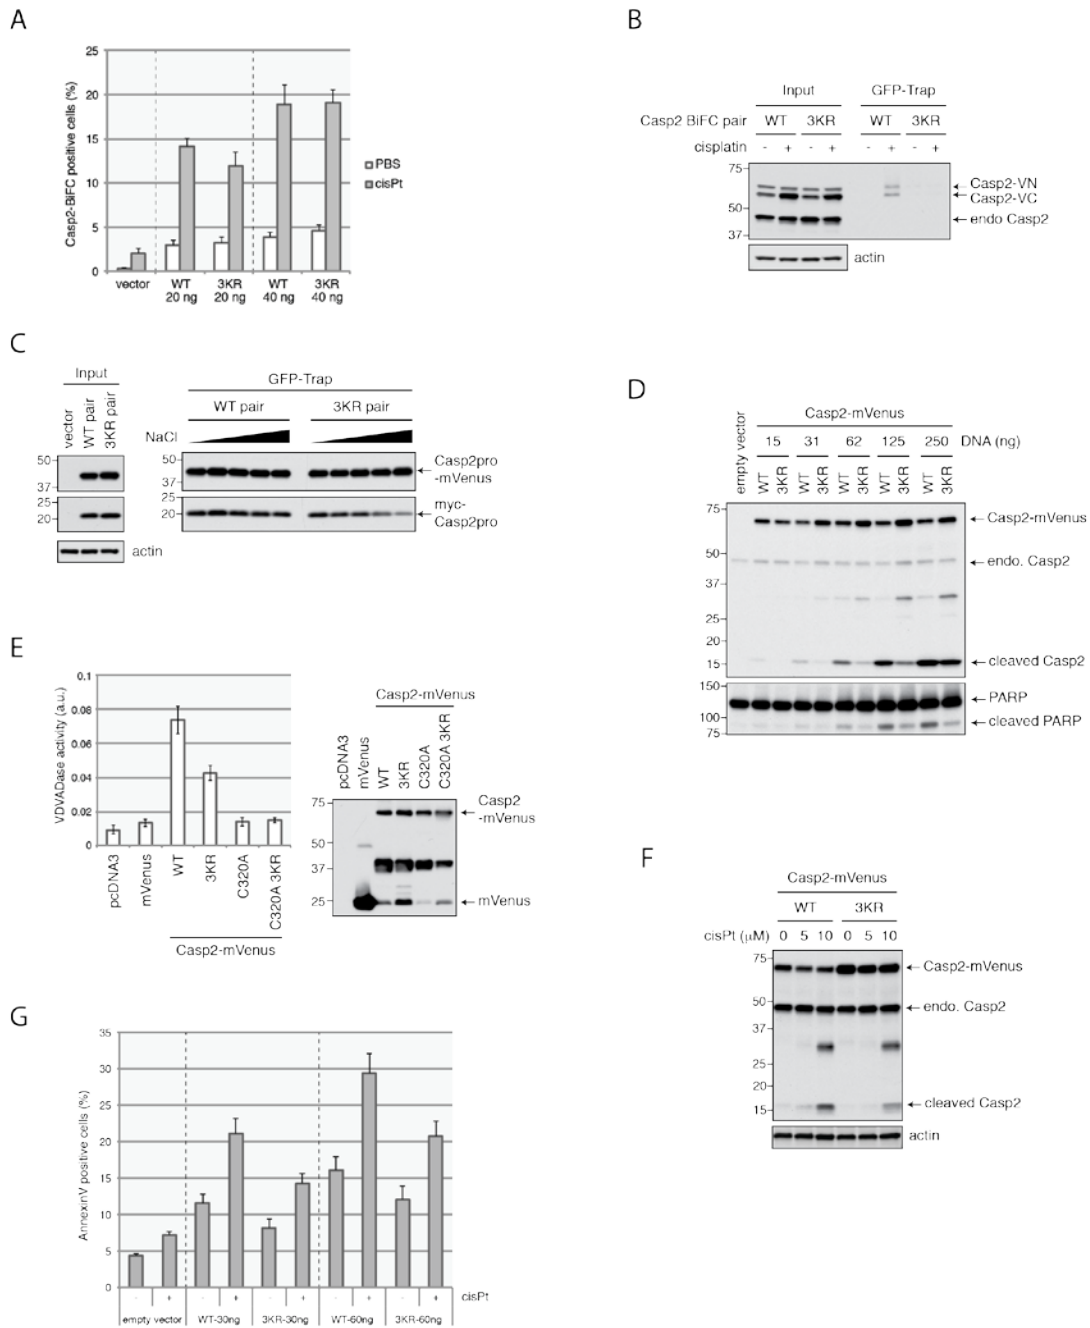 A
25
20
15
10
5
0
Casp2-BiFC positive cells (%)
PBS
cisPt
vector WT 3KR WT 3KR
20 ng 20 ng 40 ng 40 ng
B
Input GFP-Trap
Casp2 BiFC pair WT 3KR WT 3KR
cisplatin - + - + - + - +
75
50
37
Casp2-VN
Casp2-VC
endo Casp2
actin
C
Input
vector
WT pair
3KR pair
GFP-Trap
WT pair 3KR pair
NaCl
50
37
25
20
50
37
25
20
Casp2pro
-mVenus
myc-
Casp2pro
actin
D
Casp2-mVenus
empty vector
15 31 62 125 250 DNA (ng)
WT 3KR WT 3KR WT 3KR WT 3KR WT 3KR
75
50
37
25
20
15
Casp2-mVenus
endo. Casp2
cleaved Casp2
150
100
75
PARP
cleaved PARP
E
VDVADase activity (a.u.)
0.1
0.08
0.06
0.04
0.02
0
pcDNA3
mVenus
WT
3KR
C320A
C320A 3KR
Casp2-mVenus
Casp2-mVenus
pcDNA3
mVenus
WT
3KR
C320A
C320A 3KR
75
50
37
25
Casp2
-mVenus
mVenus
F
Casp2-mVenus
WT 3KR
cisPt (μM) 0 5 10 0 5 10
75
50
37
25
20
15
Casp2-mVenus
endo. Casp2
cleaved Casp2
actin
G
AnnexinV positive cells (%)
35
30
25
20
15
10
5
0
- + - + - + - + - + cisPt
empty vector WT-30ng 3KR-30ng WT-60ng 3KR-60ng